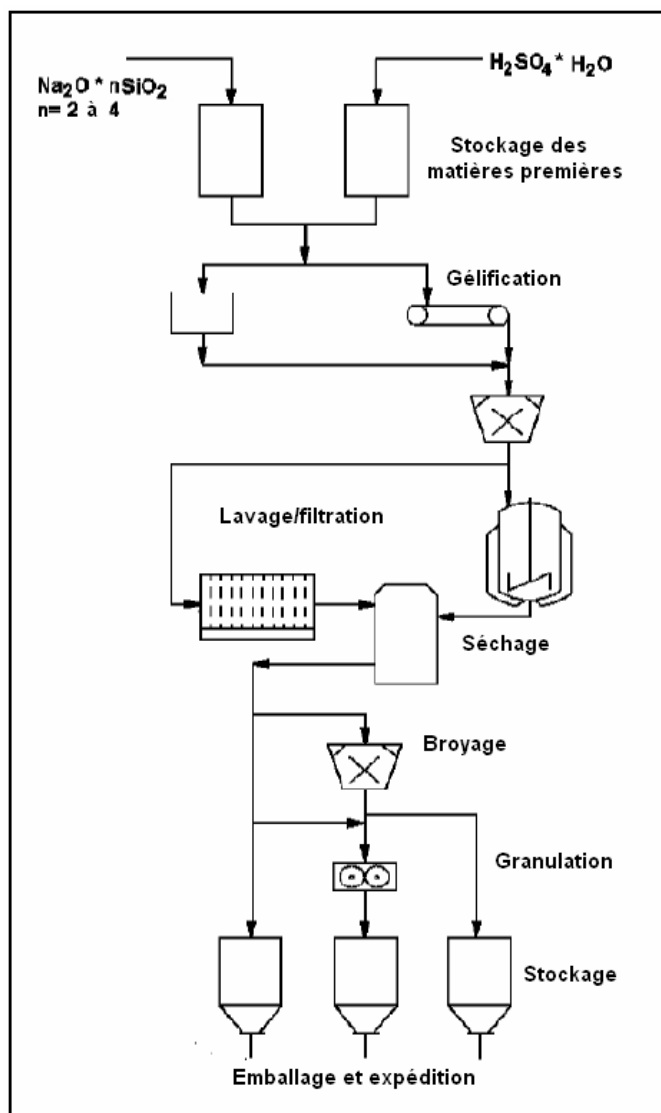 Na₂O * nSiO₂
n= 2 à 4
H₂SO₄* H₂O
Stockage des
matières premières
Gélification
Lavage/filtration
Séchage
Broyage
Granulation
Stockage
Emballage et expédition